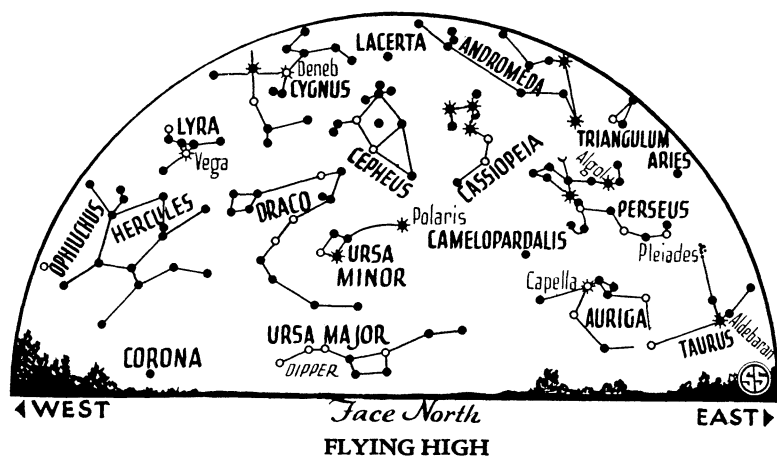 LACERTA
ANDROMEDA
Deneb
CYGNUS
LYRA
Vega
CEPHEUS
CASSIOPEIA
TRIANGULUM
ARIES
Algol
OPHIUCHUS
HERCULES
DRACO
Polaris
PERSEUS
CAMELOPARDALIS
Pleiades
URSA
MINOR
Capella
AURIGA
URSA MAJOR
DIPPER
TAURUS
Aldebaran
CORONA
SS
WEST
Face North
EAST
FLYING HIGH